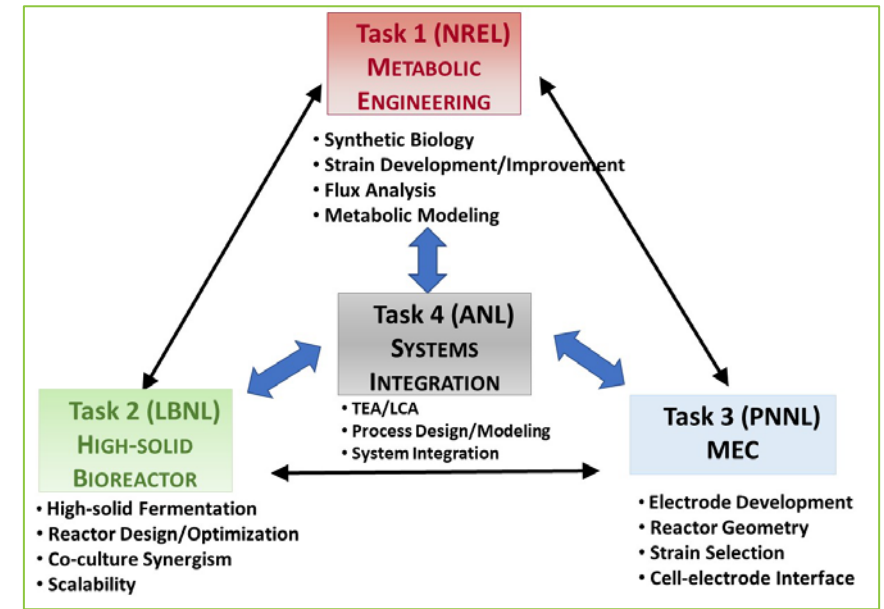 Task 1 (NREL)
METABOLIC
ENGINEERING
• Synthetic Biology
• Strain Development/Improvement
• Flux Analysis
• Metabolic Modeling
Task 4 (ANL)
SYSTEMS
INTEGRATION
• TEA/LCA
• Process Design/Modeling
• System Integration
Task 2 (LBNL)
HIGH-SOLID
BIOREACTOR
• High-solid Fermentation
• Reactor Design/Optimization
• Co-culture Synergism
• Scalability
Task 3 (PNNL)
MEC
• Electrode Development
• Reactor Geometry
• Strain Selection
• Cell-electrode Interface